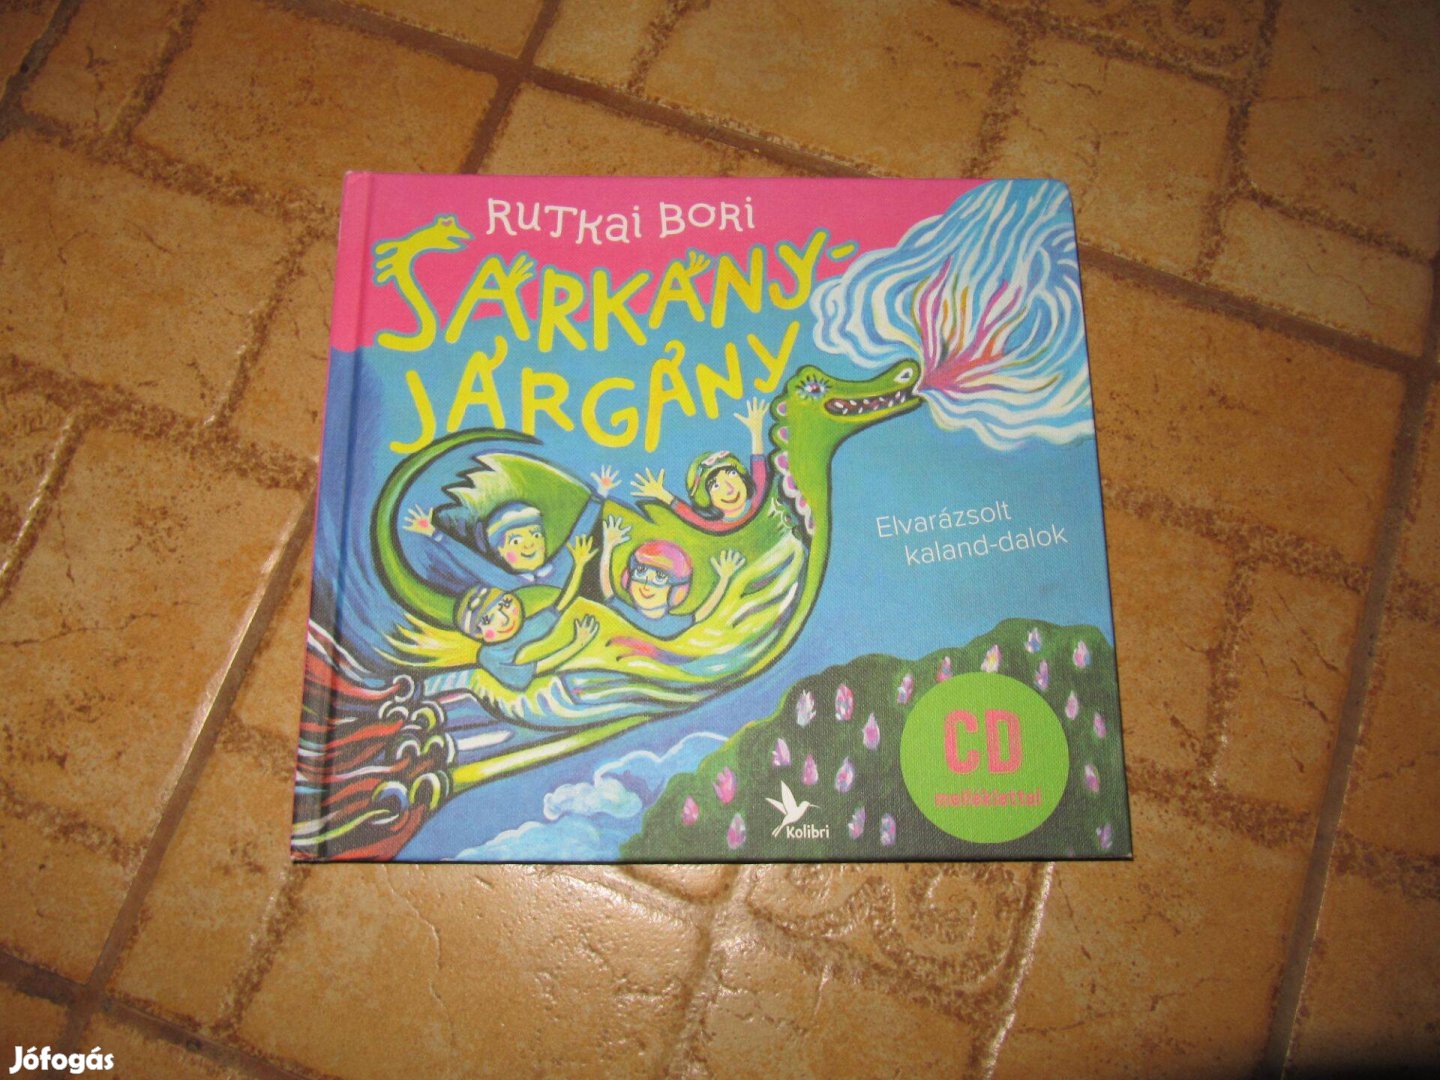 RUTKAI BORI
SÁRKÁNY-
JÁRGÁNY
Elvarázsolt
kaland-dalok
CD
melléklettel
Kolibri
Jófogás